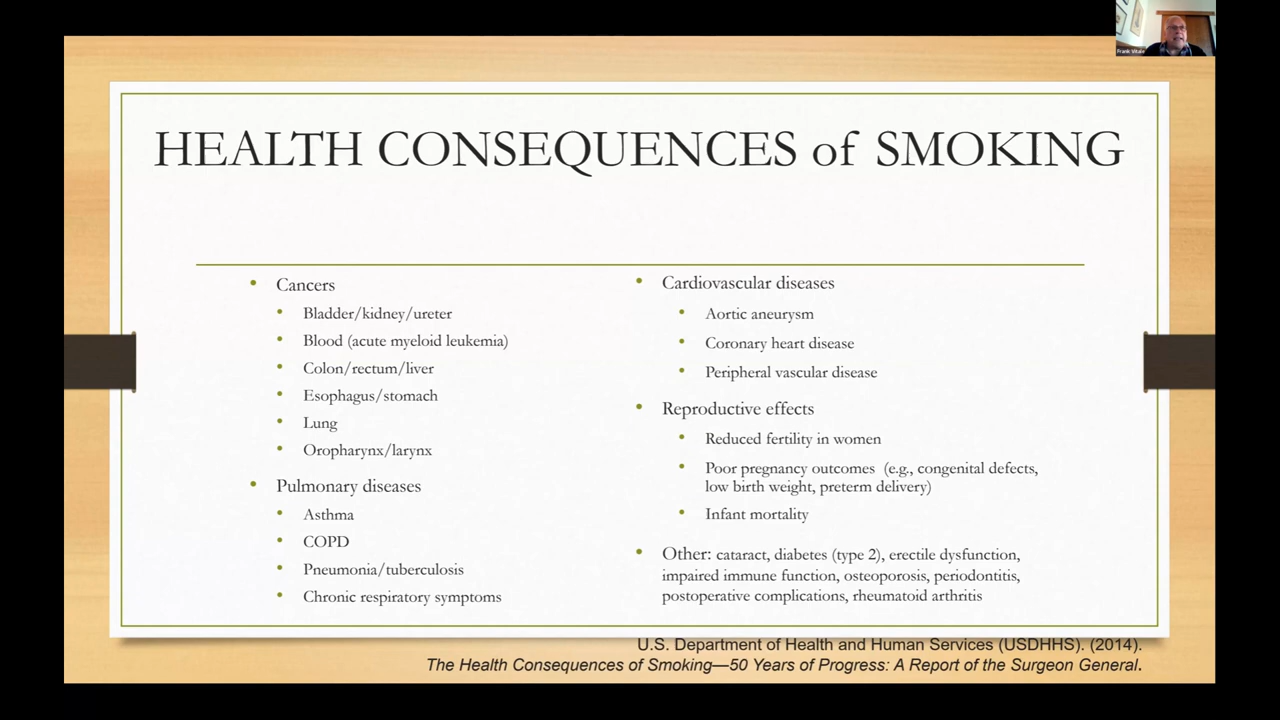 Frank Vitale
HEALTH CONSEQUENCES of SMOKING
Cancers
Bladder/kidney/ureter
Blood (acute myeloid leukemia)
Colon/rectum/liver
Esophagus/stomach
Lung
Oropharynx/larynx
Pulmonary diseases
Asthma
COPD
Pneumonia/tuberculosis
Chronic respiratory symptoms
Cardiovascular diseases
Aortic aneurysm
Coronary heart disease
Peripheral vascular disease
Reproductive effects
Reduced fertility in women
Poor pregnancy outcomes (e.g., congenital defects,
low birth weight, preterm delivery)
Infant mortality
Other: cataract, diabetes (type 2), erectile dysfunction,
impaired immune function, osteoporosis, periodontitis,
postoperative complications, rheumatoid arthritis
U.S. Department of Health and Human Services (USDHHS). (2014).
The Health Consequences of Smoking—50 Years of Progress: A Report of the Surgeon General.